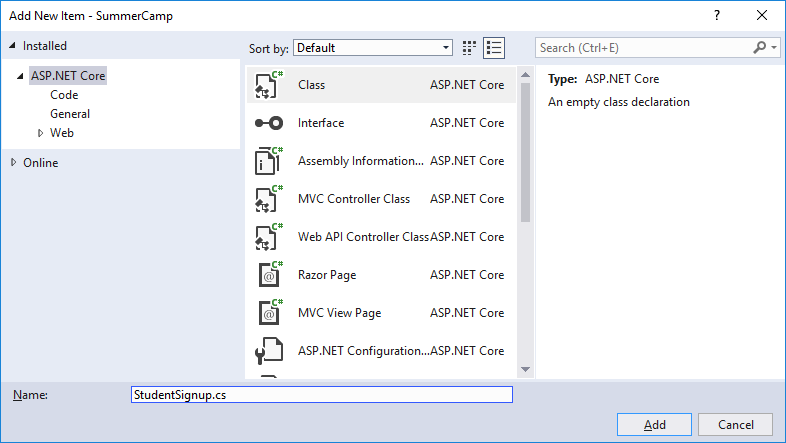 Add New Item - SummerCamp
? 
Installed
Sort by: Default
Search (Ctrl+E)
ASP.NET Core
Code
General
Web
Online
C# Class ASP.NET Core
Interface ASP.NET Core
C# Assembly Information... ASP.NET Core
C# MVC Controller Class ASP.NET Core
C# Web API Controller Class ASP.NET Core
C# @ Razor Page ASP.NET Core
C# @ MVC View Page ASP.NET Core
ASP.NET Configuration... ASP.NET Core
Type: ASP.NET Core
An empty class declaration
Name: StudentSignup.cs
Add Cancel